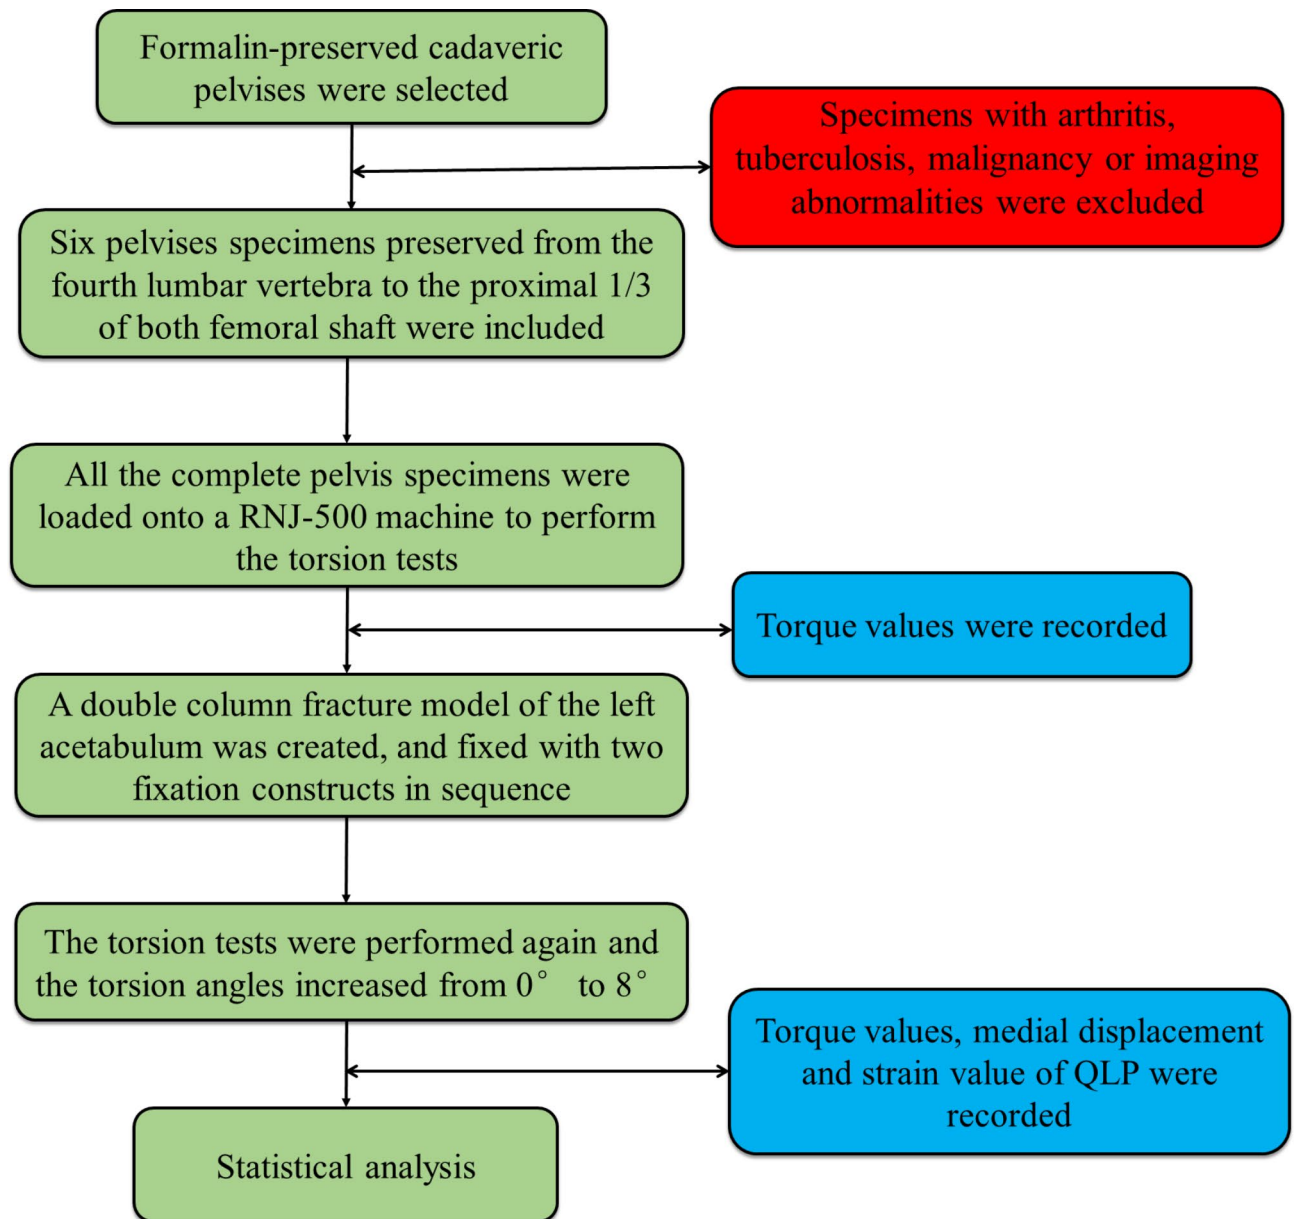 Formalin-preserved cadaveric
pelvises were selected
Specimens with arthritis,
tuberculosis, malignancy or imaging
abnormalities were excluded
Six pelvises specimens preserved from the
fourth lumbar vertebra to the proximal 1/3
of both femoral shaft were included
All the complete pelvis specimens were
loaded onto a RNJ-500 machine to perform
the torsion tests
Torque values were recorded
A double column fracture model of the left
acetabulum was created, and fixed with two
fixation constructs in sequence
The torsion tests were performed again and
the torsion angles increased from 0° to 8°
Torque values, medial displacement
and strain value of QLP were
recorded
Statistical analysis